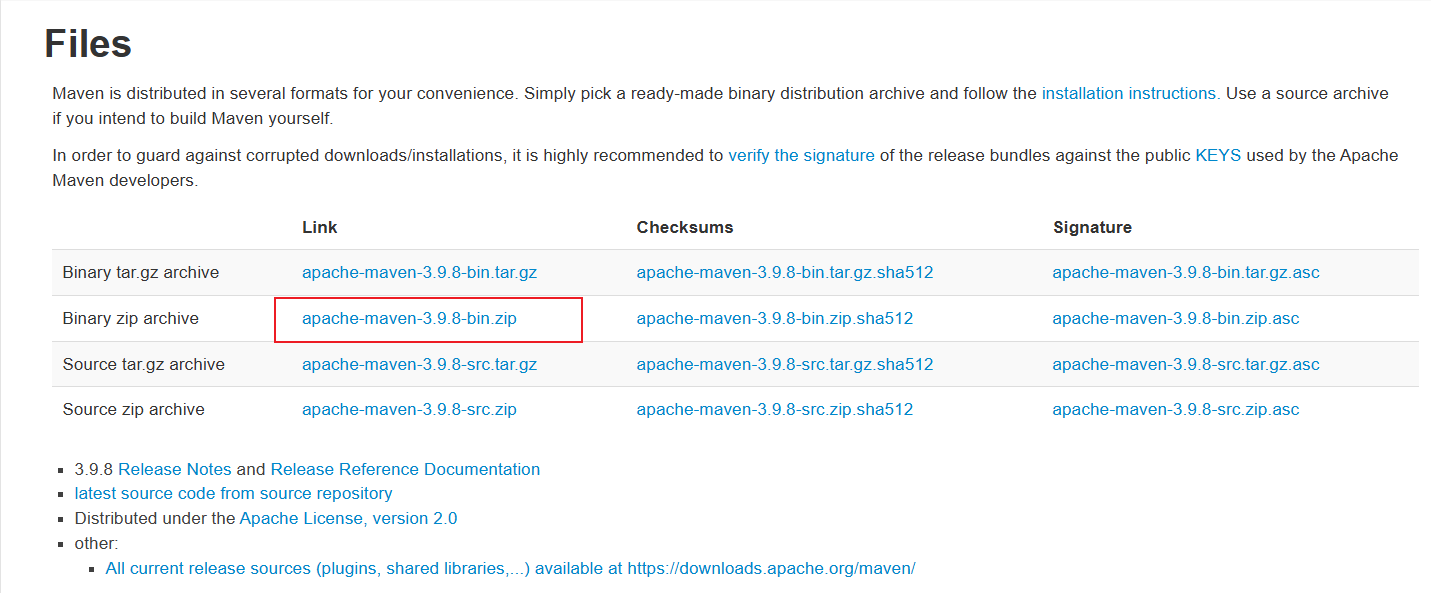 Files
Maven is distributed in several formats for your convenience. Simply pick a ready-made binary distribution archive and follow the installation instructions. Use a source archive
if you intend to build Maven yourself.
In order to guard against corrupted downloads/installations, it is highly recommended to verify the signature of the release bundles against the public KEYS used by the Apache
Maven developers.
Link Checksums Signature
Binary tar.gz archive apache-maven-3.9.8-bin.tar.gz apache-maven-3.9.8-bin.tar.gz.sha512 apache-maven-3.9.8-bin.tar.gz.asc
Binary zip archive apache-maven-3.9.8-bin.zip apache-maven-3.9.8-bin.zip.sha512 apache-maven-3.9.8-bin.zip.asc
Source tar.gz archive apache-maven-3.9.8-src.tar.gz apache-maven-3.9.8-src.tar.gz.sha512 apache-maven-3.9.8-src.tar.gz.asc
Source zip archive apache-maven-3.9.8-src.zip apache-maven-3.9.8-src.zip.sha512 apache-maven-3.9.8-src.zip.asc
3.9.8 Release Notes and Release Reference Documentation
latest source code from source repository
Distributed under the Apache License, version 2.0
other:
All current release sources (plugins, shared libraries,...) available at https://downloads.apache.org/maven/